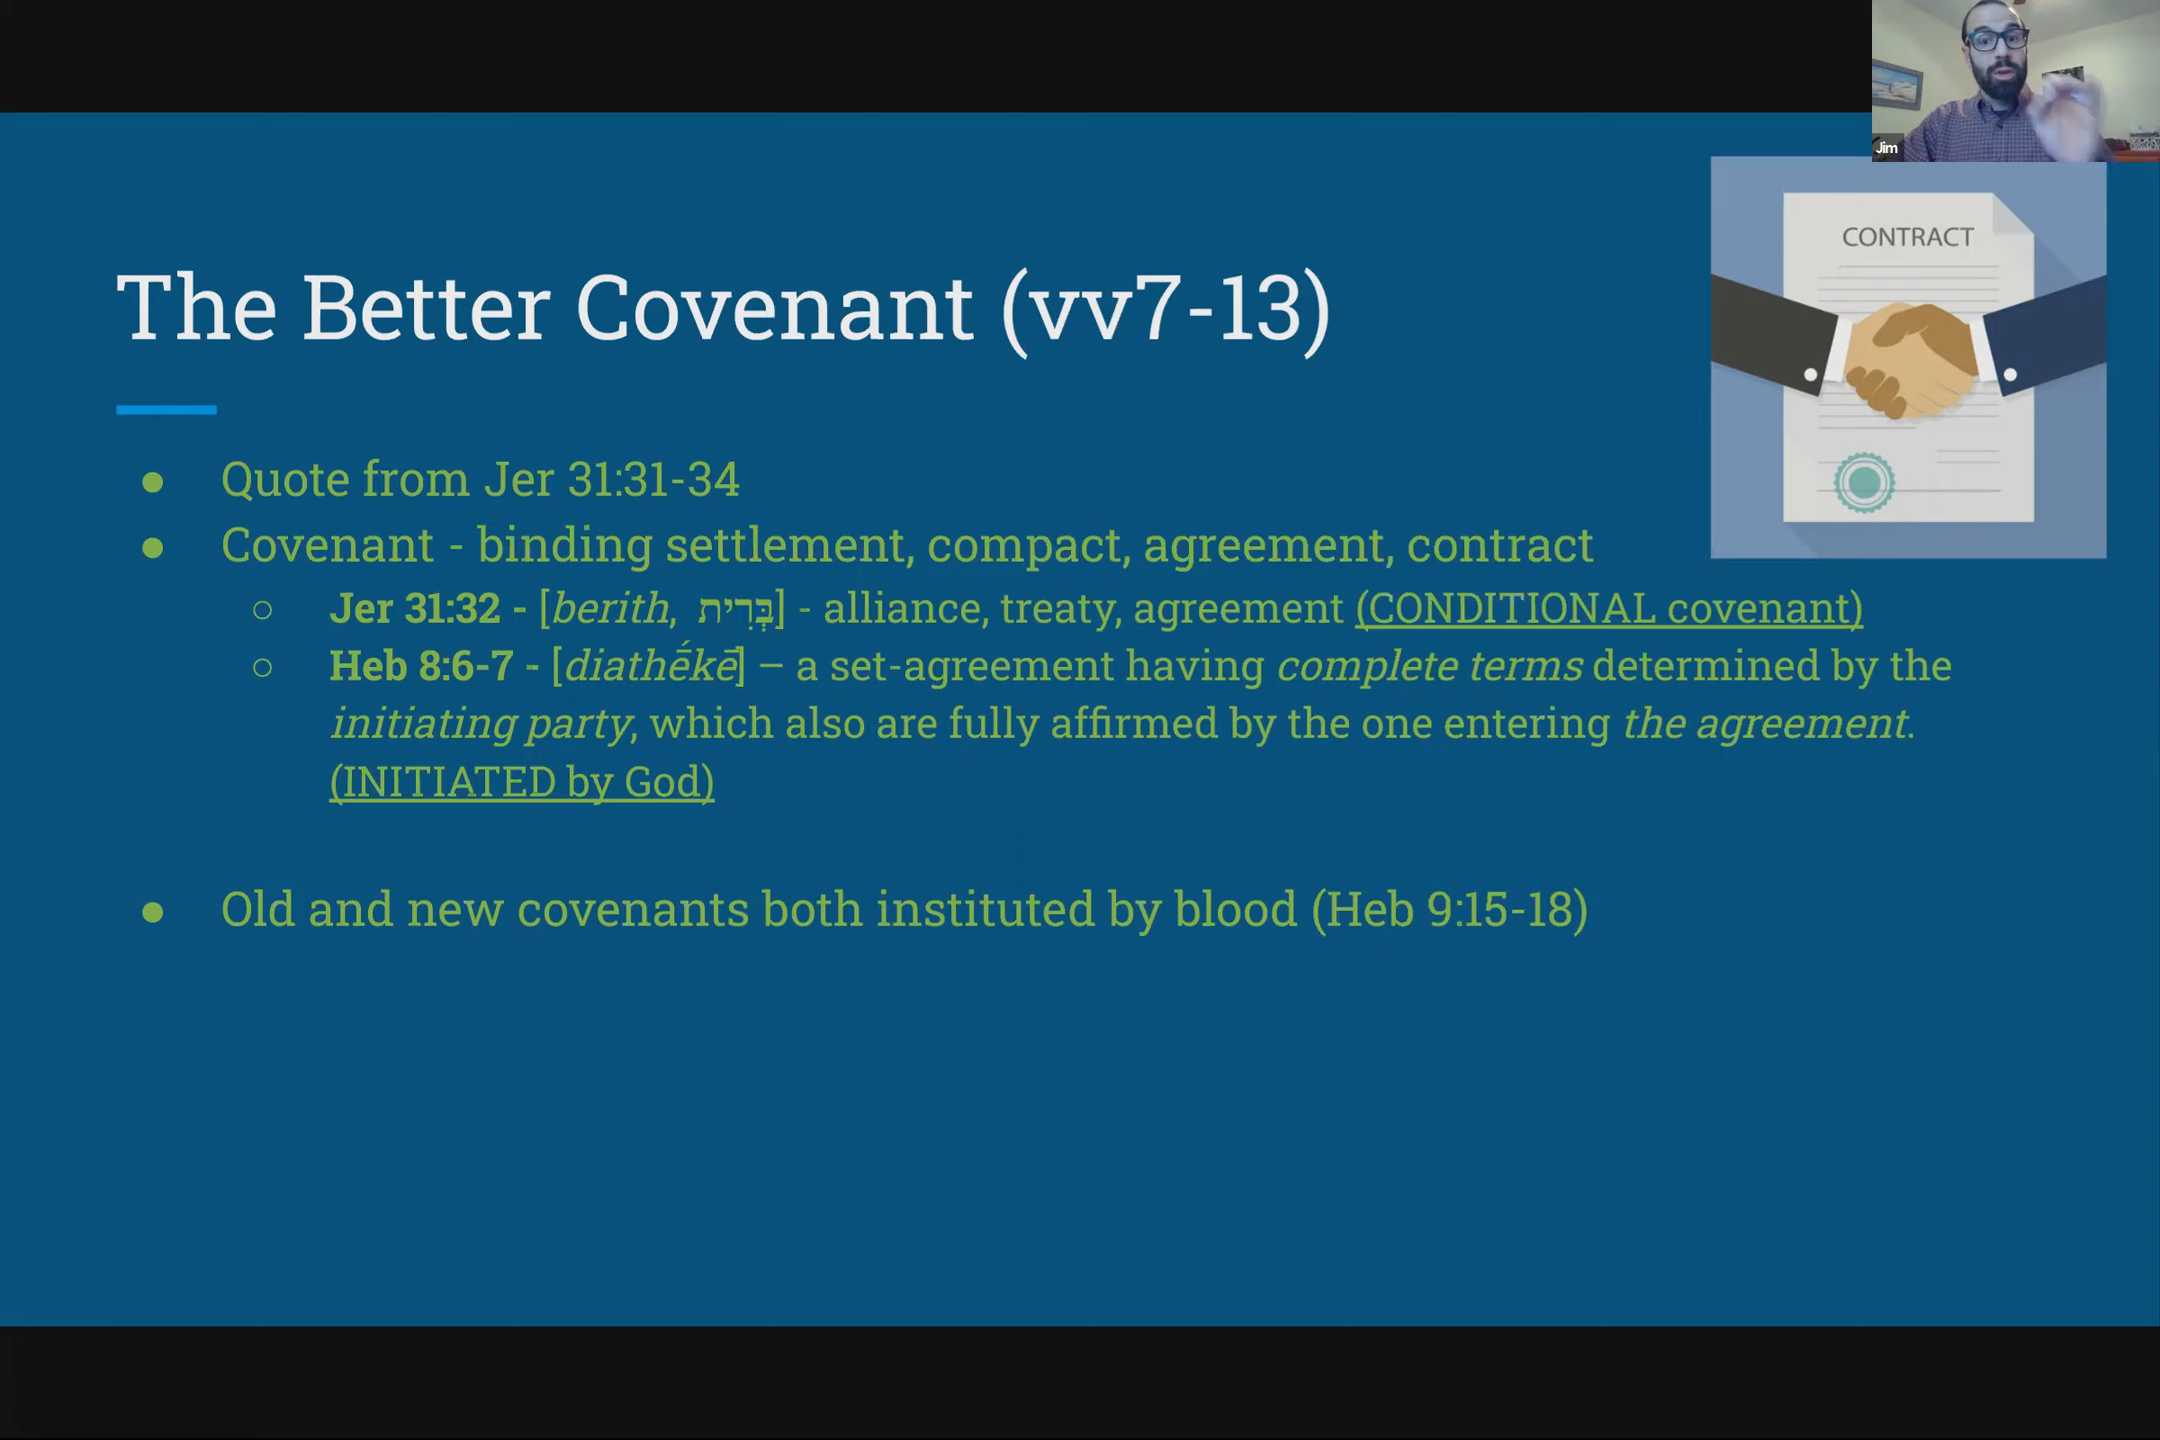 Jim
CONTRACT
The Better Covenant (vv7-13)
● Quote from Jer 31:31-34
● Covenant - binding settlement, compact, agreement, contract
○ Jer 31:32 - [berith, בְּרִית] - alliance, treaty, agreement (CONDITIONAL covenant)
○ Heb 8:6-7 - [diathḗkē] – a set-agreement having complete terms determined by the
initiating party, which also are fully affirmed by the one entering the agreement.
(INITIATED by God)
● Old and new covenants both instituted by blood (Heb 9:15-18)